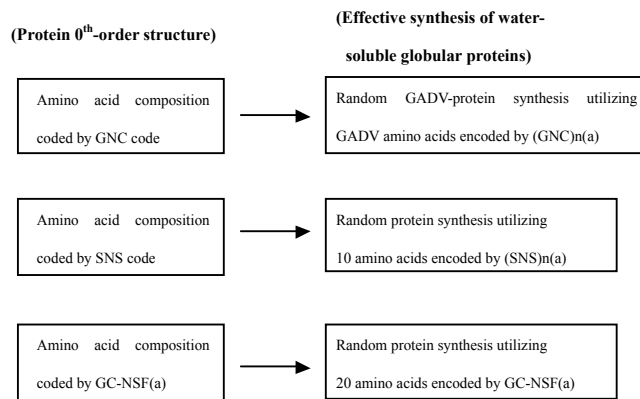 (Protein 0th-order structure)
(Effective synthesis of water-
soluble globular proteins)
Amino acid composition
coded by GNC code
Random GADV-protein synthesis utilizing
GADV amino acids encoded by (GNC)n(a)
Amino acid composition
coded by SNS code
Random protein synthesis utilizing
10 amino acids encoded by (SNS)n(a)
Amino acid composition
coded by GC-NSF(a)
Random protein synthesis utilizing
20 amino acids encoded by GC-NSF(a)